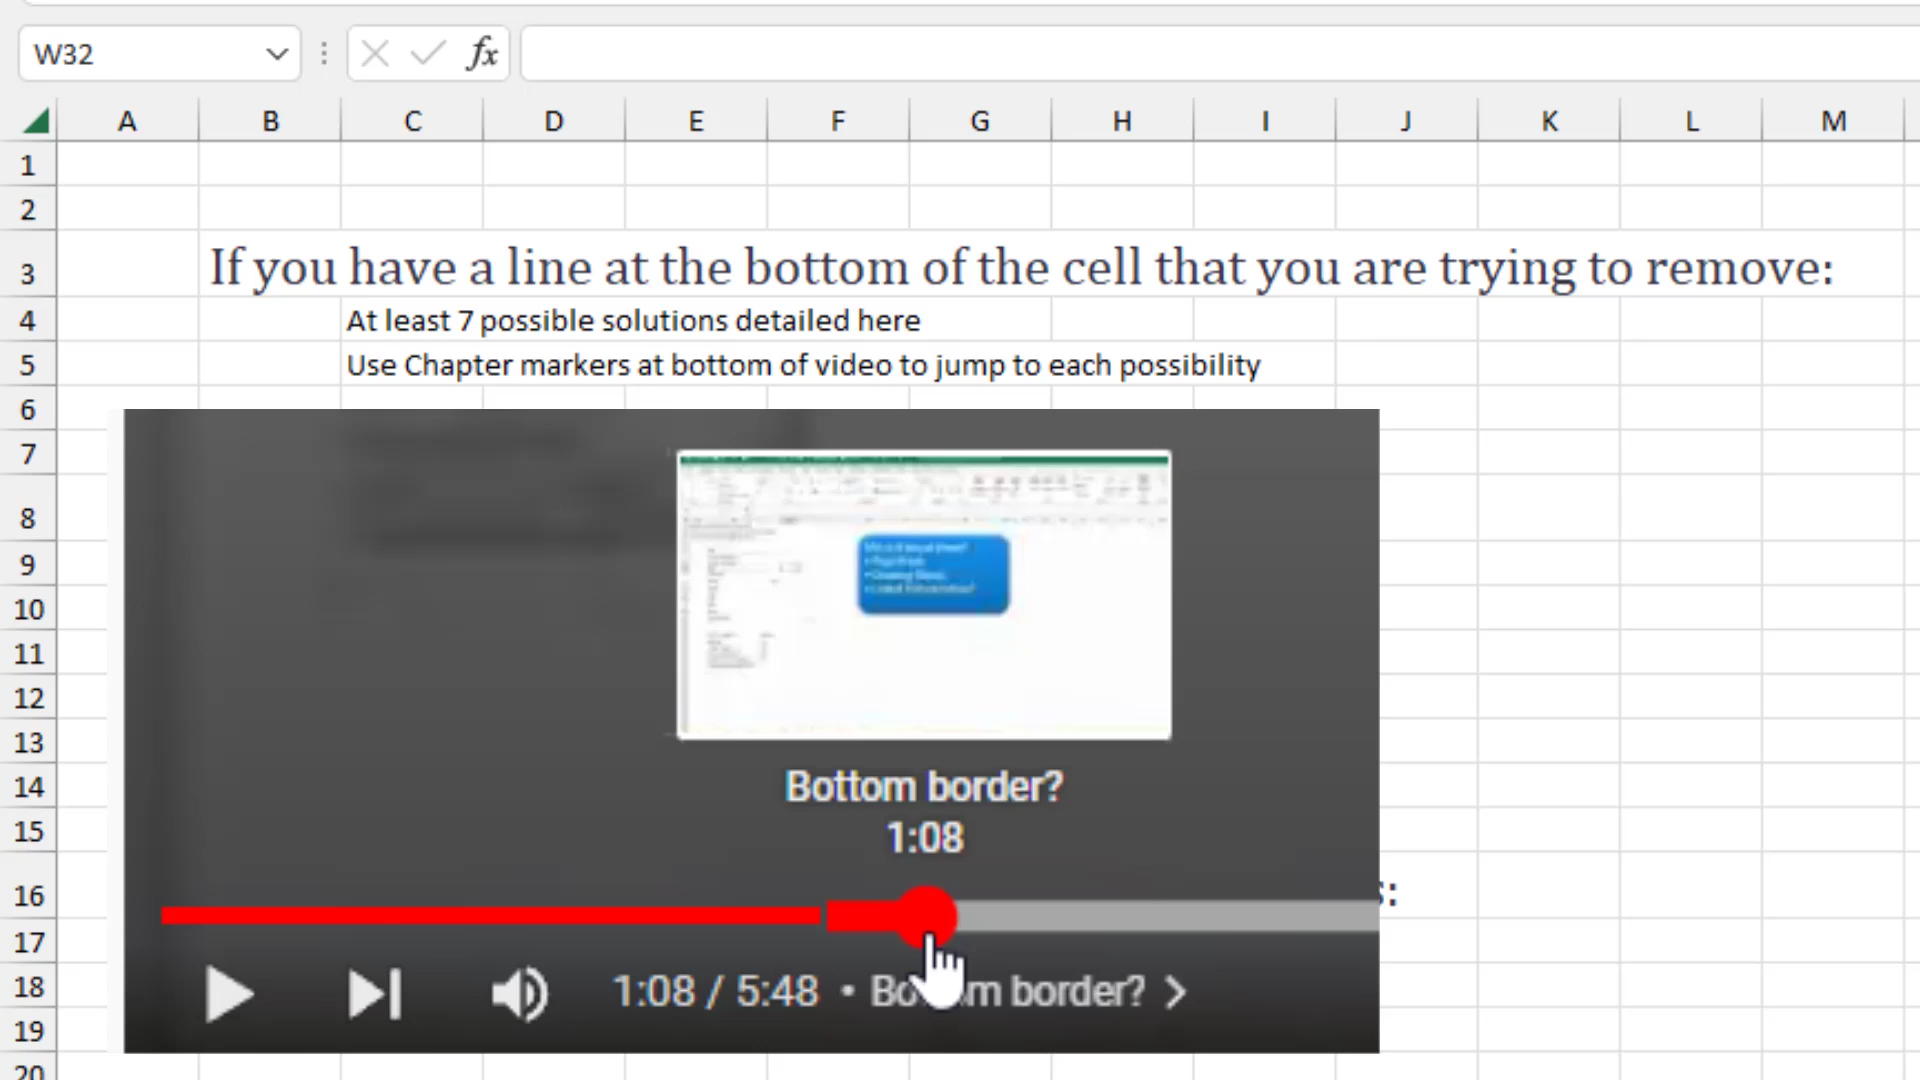 W32
fx
A B C D E F G H I J K L M
1
2
3 If you have a line at the bottom of the cell that you are trying to remove:
4 At least 7 possible solutions detailed here
5 Use Chapter markers at bottom of video to jump to each possibility
6
7
8
9
10
11
12
13
14
15
16
17
18
19
20
Bottom border?
1:08
s:
1:08 / 5:48 • Bottom border?